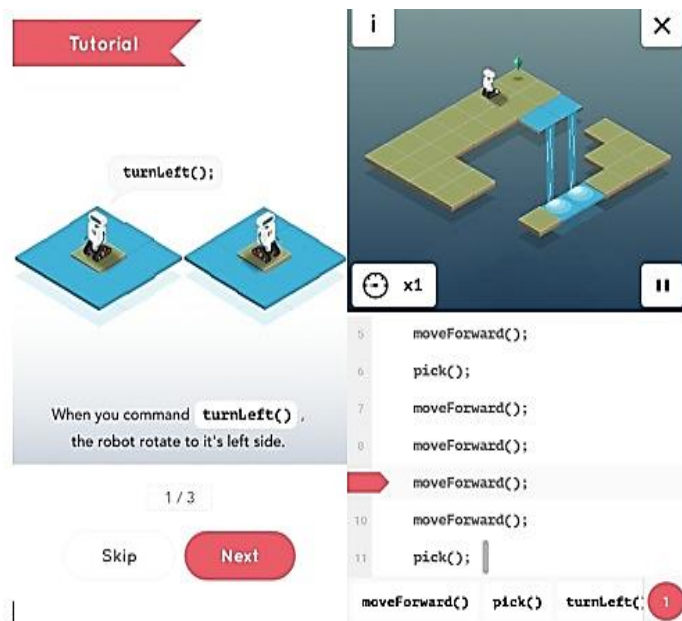 Tutorial
turnLeft();
When you command turnLeft() ,
the robot rotate to it's left side.
1 / 3
Skip
Next
i
x1
5 moveForward();
6 pick();
7 moveForward();
8 moveForward();
moveForward();
10 moveForward();
11 pick();
moveForward() pick() turnLeft( 1